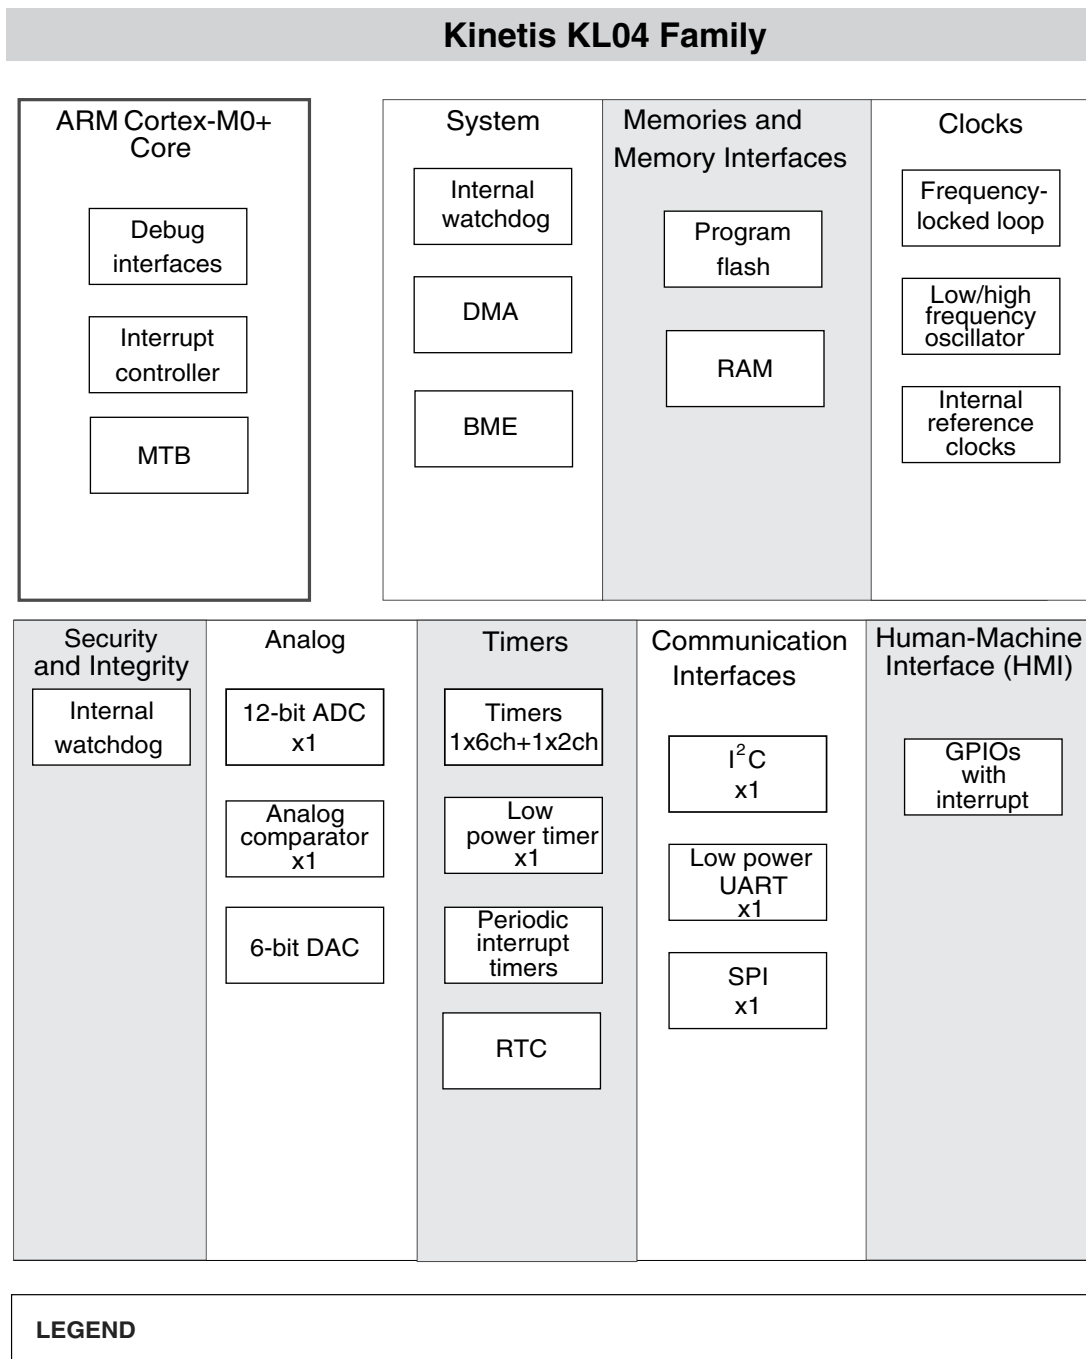 Kinetis KL04 Family
ARM Cortex-M0+
Core
Debug
interfaces
Interrupt
controller
MTB
System
Internal
watchdog
DMA
BME
Memories and
Memory Interfaces
Program
flash
RAM
Clocks
Frequency-
locked loop
Low/high
frequency
oscillator
Internal
reference
clocks
Security
and Integrity
Internal
watchdog
Analog
12-bit ADC
x1
Analog
comparator
x1
6-bit DAC
Timers
Timers
1x6ch+1x2ch
Low
power timer
x1
Periodic
interrupt
timers
RTC
Communication
Interfaces
I²C
x1
Low power
UART
x1
SPI
x1
Human-Machine
Interface (HMI)
GPIOs
with
interrupt
LEGEND